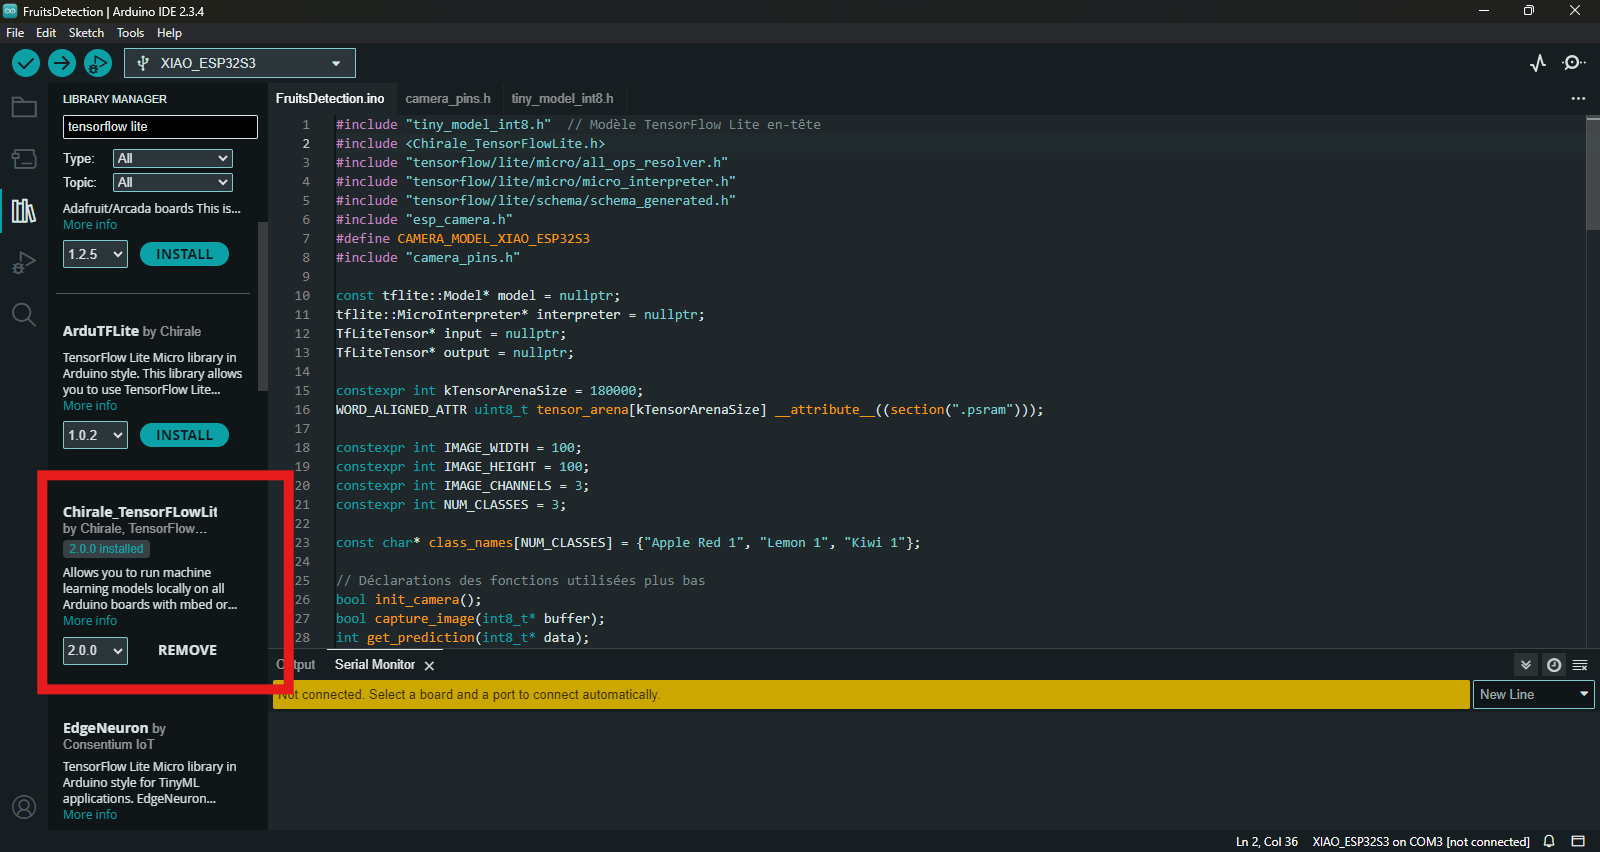 FruitsDetection | Arduino IDE 2.3.4
File Edit Sketch Tools Help
XIAO_ESP32S3
LIBRARY MANAGER
tensorflow lite
Type: All
Topic: All
Adafruit/Arcada boards This is...
More info
1.2.5 INSTALL
ArduTFLite by Chirale
TensorFlow Lite Micro library in
Arduino style. This library allows
you to use TensorFlow Lite...
More info
1.0.2 INSTALL
Chirale_TensorFLowLit
by Chirale, TensorFlow...
2.0.0 installed
Allows you to run machine
learning models locally on all
Arduino boards with mbed or...
More info
2.0.0 REMOVE
EdgeNeuron by
Consentium IoT
TensorFlow Lite Micro library in
Arduino style for TinyML
applications. EdgeNeuron...
More info
FruitsDetection.ino camera_pins.h tiny_model_int8.h
1 #include "tiny_model_int8.h" // Modèle TensorFlow Lite en-tête
2 #include <Chirale_TensorFlowLite.h>
3 #include "tensorflow/lite/micro/all_ops_resolver.h"
4 #include "tensorflow/lite/micro/micro_interpreter.h"
5 #include "tensorflow/lite/schema/schema_generated.h"
6 #include "esp_camera.h"
7 #define CAMERA_MODEL_XIAO_ESP32S3
8 #include "camera_pins.h"
9
10 const tflite::Model* model = nullptr;
11 tflite::MicroInterpreter* interpreter = nullptr;
12 TfLiteTensor* input = nullptr;
13 TfLiteTensor* output = nullptr;
14
15 constexpr int kTensorArenaSize = 180000;
16 WORD_ALIGNED_ATTR uint8_t tensor_arena[kTensorArenaSize] __attribute__((section(".psram")));
17
18 constexpr int IMAGE_WIDTH = 100;
19 constexpr int IMAGE_HEIGHT = 100;
20 constexpr int IMAGE_CHANNELS = 3;
21 constexpr int NUM_CLASSES = 3;
22
23 const char* class_names[NUM_CLASSES] = {"Apple Red 1", "Lemon 1", "Kiwi 1"};
24
25 // Déclarations des fonctions utilisées plus bas
26 bool init_camera();
27 bool capture_image(int8_t* buffer);
28 int get_prediction(int8_t* data);
Output Serial Monitor
Not connected. Select a board and a port to connect automatically.
New Line
Ln 2, Col 36 XIAO_ESP32S3 on COM3 [not connected]